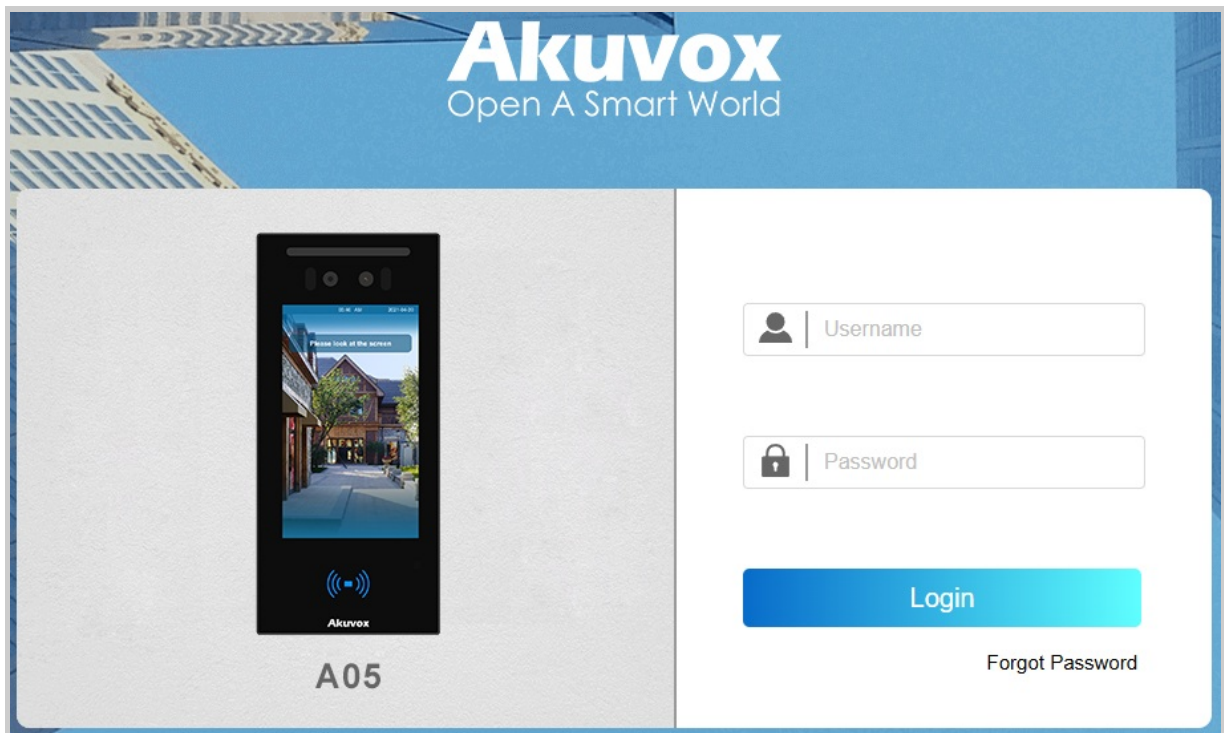 Akuvox
Open A Smart World
Please look at the screen
Akuvox
A05
Username
Password
Login
Forgot Password